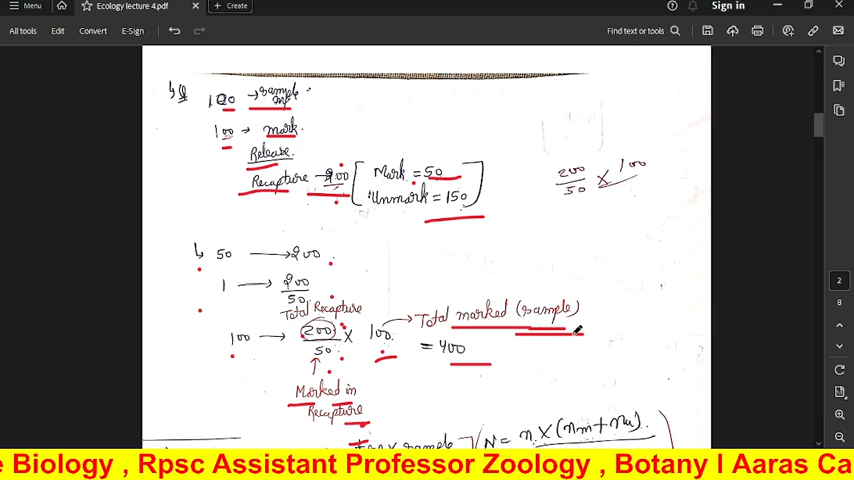 Menu
Ecology lecture 4.pdf
+ Create
Sign in
All tools Edit Convert E-Sign
Find text or tools
↳ Q 100 → sample
100 → mark
Release
Recapture → 200 [ Mark = 50
Unmark = 150 ]
200/50 × 100
↳ 50 → 200
1 → 200/50
Total Recapture
100 → 200/50 × 100 → Total marked (sample)
= 400
Marked in
Recapture
sample
N = n × (nm + nu)
2
8
e Biology , Rpsc Assistant Professor Zoology , Botany l Aaras Ca